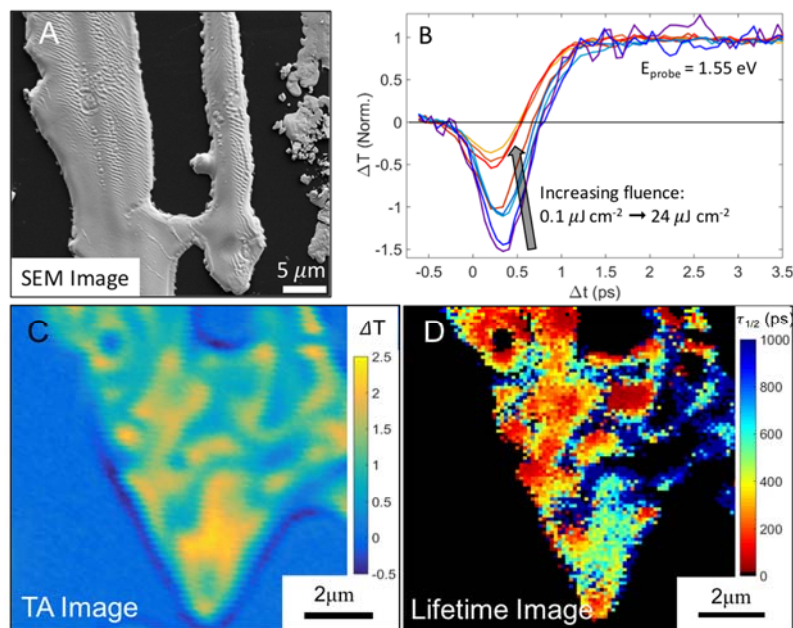 A
SEM Image
5 μm
B
ΔT (Norm.)
1
0.5
0
-0.5
-1
-1.5
E_probe = 1.55 eV
Increasing fluence:
0.1 μJ cm⁻² → 24 μJ cm⁻²
-0.5 0 0.5 1 1.5 2 2.5 3 3.5
Δt (ps)
C
ΔT
2.5
2
1.5
1
0.5
0
-0.5
TA Image
2μm
D
τ1/2 (ps)
1000
800
600
400
200
0
Lifetime Image
2μm